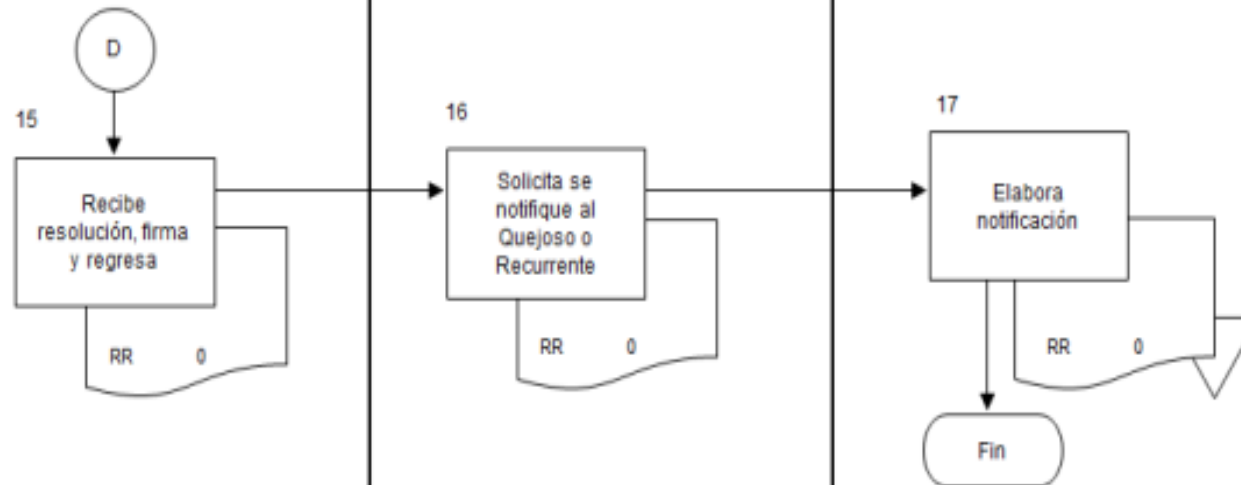 D
15
Recibe
resolución, firma
y regresa
RR 0
16
Solicita se
notifique al
Quejoso o
Recurrente
RR 0
17
Elabora
notificación
RR 0
Fin